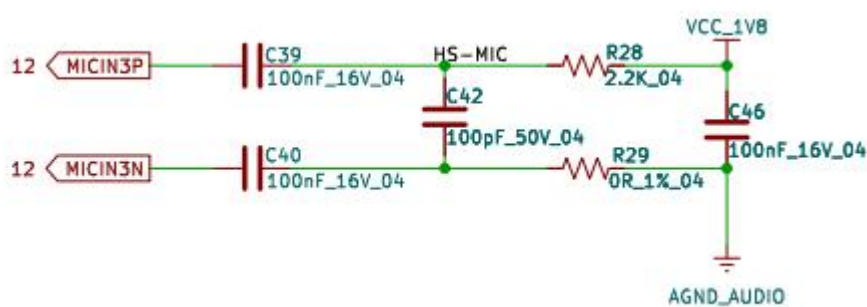 VCC_1V8
C39
HS-MIC
R28
12
MICIN3P
100nF_16V_04
2.2K_04
C42
C46
100pF_50V_04
C40
R29
100nF_16V_04
12
MICIN3N
100nF_16V_04
0R_1%_04
AGND_AUDIO